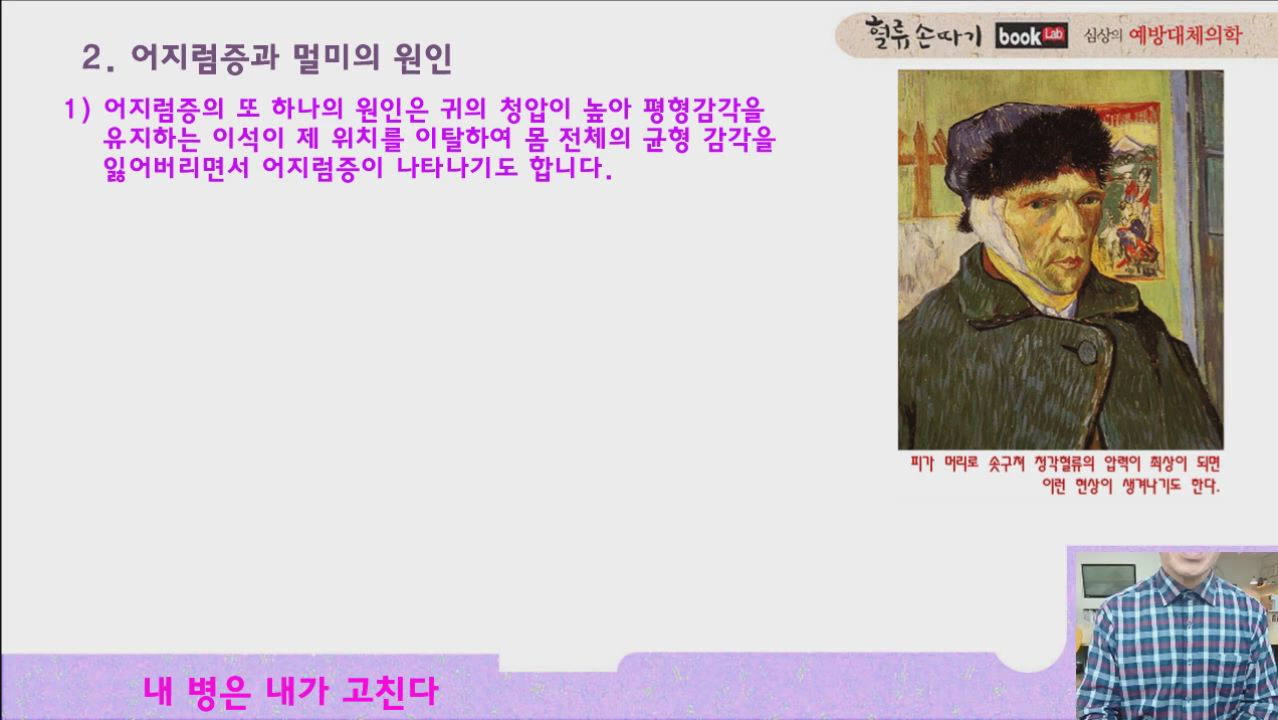 혈류 손따기 book Lab 심상의 예방대체의학
2. 어지럼증과 멀미의 원인
1) 어지럼증의 또 하나의 원인은 귀의 청압이 높아 평형감각을
유지하는 이석이 제 위치를 이탈하여 몸 전체의 균형 감각을
잃어버리면서 어지럼증이 나타나기도 합니다.
피가 머리로 솟구쳐 청각혈류의 압력이 최상이 되면
이런 현상이 생겨나기도 한다.
내 병은 내가 고친다